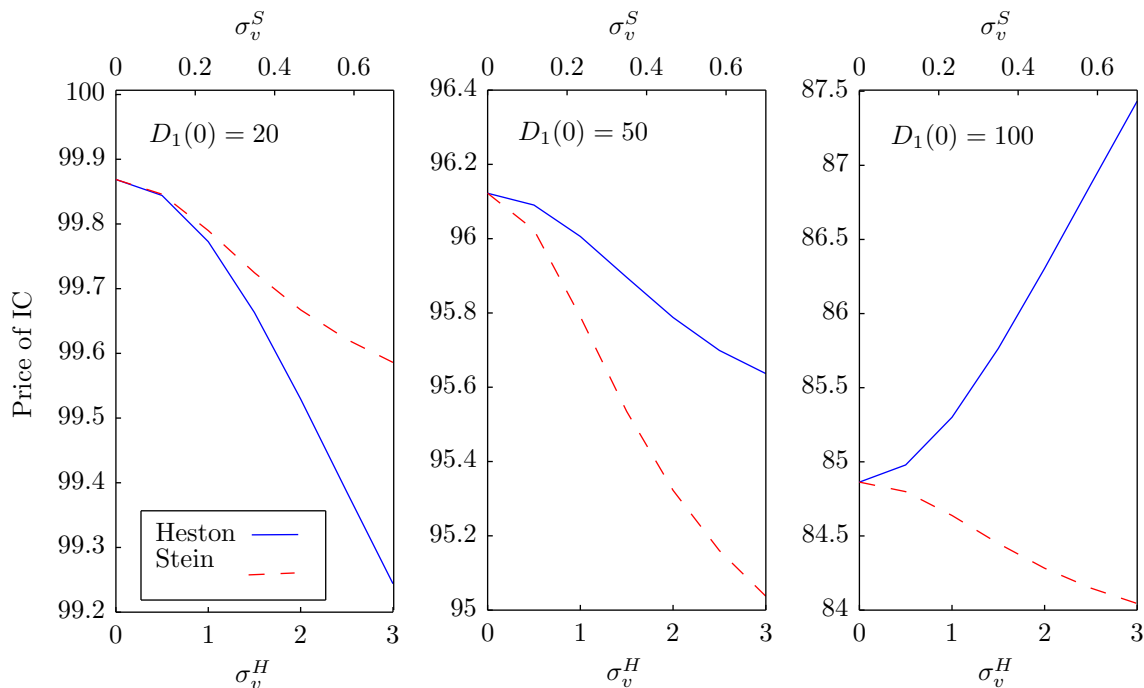 σ_v^S
σ_v^S
σ_v^S
0 0.2 0.4 0.6
0 0.2 0.4 0.6
0 0.2 0.4 0.6
Price of IC
100
99.9
99.8
99.7
99.6
99.5
99.4
99.3
99.2
D₁(0) = 20
Heston
Stein
0 1 2 3
σ_v^H
96.4
96.2
96
95.8
95.6
95.4
95.2
95
D₁(0) = 50
0 1 2 3
σ_v^H
87.5
87
86.5
86
85.5
85
84.5
84
D₁(0) = 100
0 1 2 3
σ_v^H